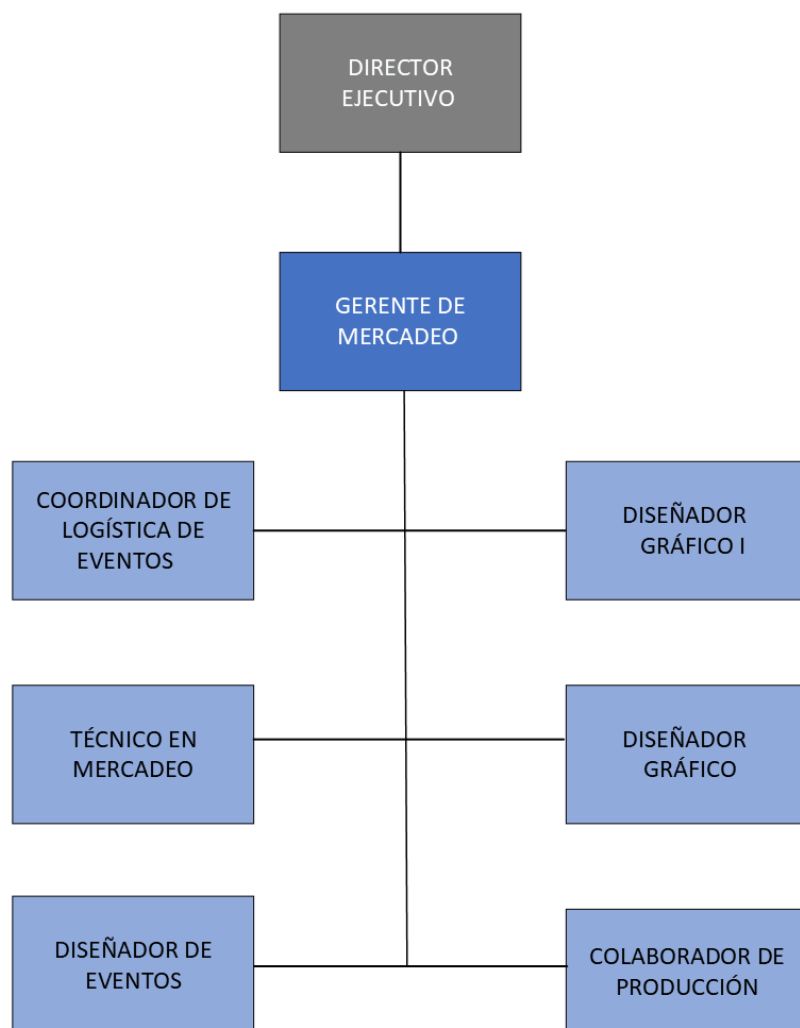 DIRECTOR
EJECUTIVO
GERENTE DE
MERCADEO
COORDINADOR DE
LOGÍSTICA DE
EVENTOS
DISEÑADOR
GRÁFICO I
TÉCNICO EN
MERCADEO
DISEÑADOR
GRÁFICO
DISEÑADOR DE
EVENTOS
COLABORADOR DE
PRODUCCIÓN